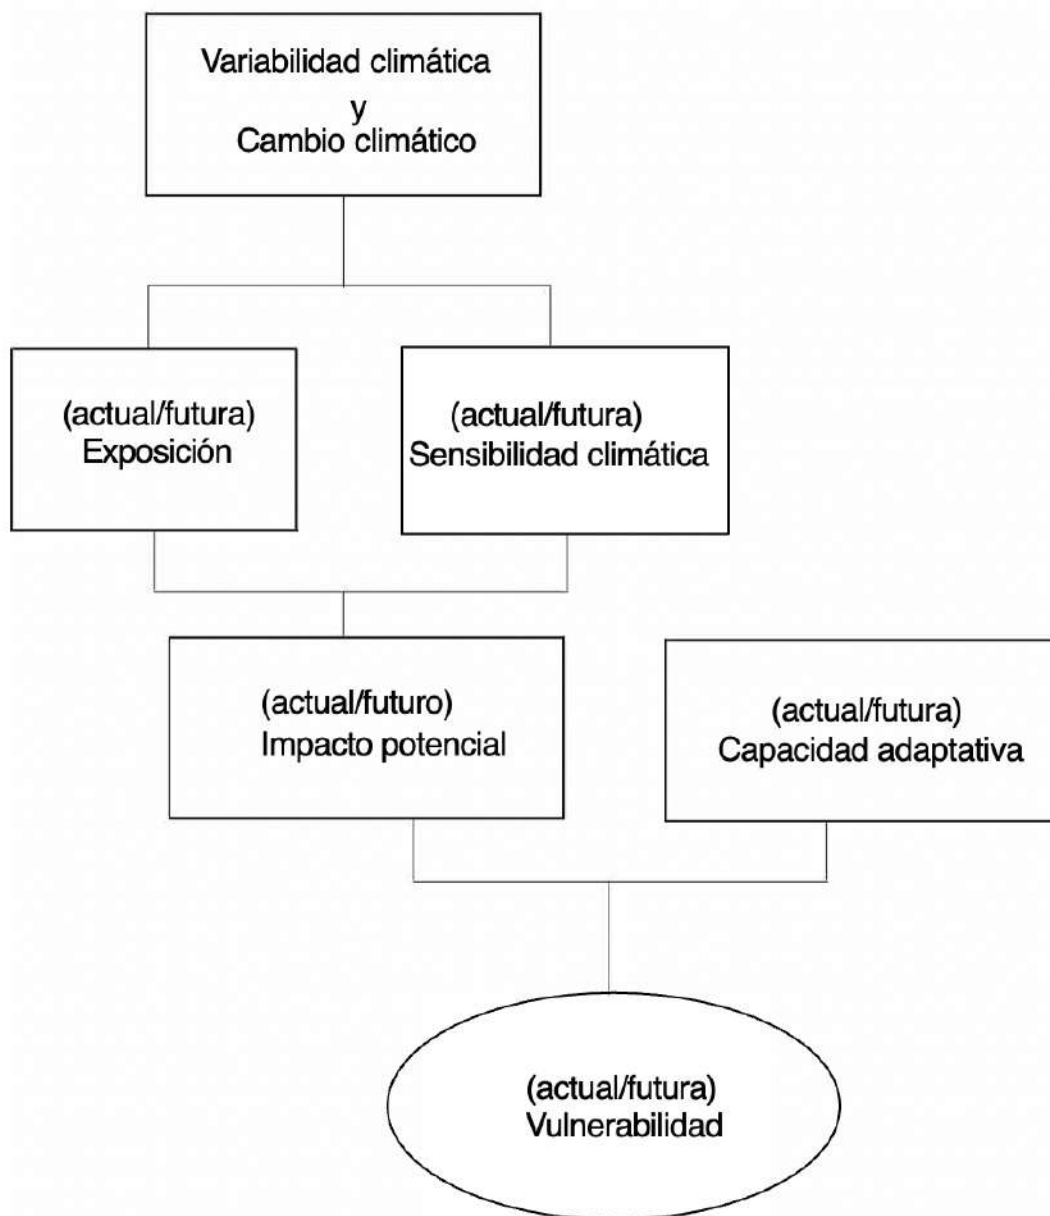 Variabilidad climática
y
Cambio climático
(actual/futura)
Exposición
(actual/futura)
Sensibilidad climática
(actual/futuro)
Impacto potencial
(actual/futura)
Capacidad adaptativa
(actual/futura)
Vulnerabilidad